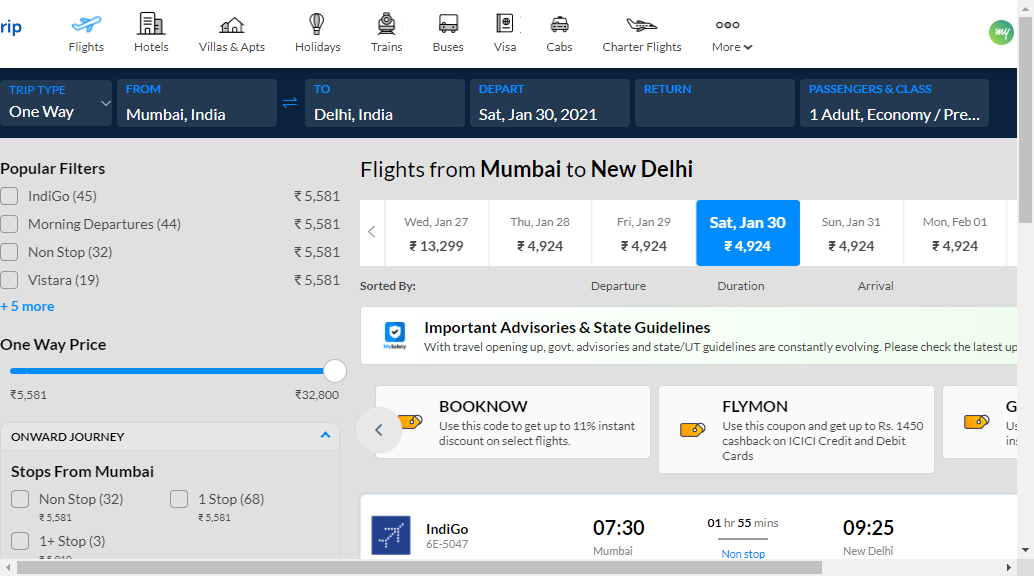 rip
Flights
Hotels
Villas & Apts
Holidays
Trains
Buses
Visa
Cabs
Charter Flights
More
my
TRIP TYPE
One Way
FROM
Mumbai, India
TO
Delhi, India
DEPART
Sat, Jan 30, 2021
RETURN
PASSENGERS & CLASS
1 Adult, Economy / Pre...
Popular Filters
IndiGo (45) ₹ 5,581
Morning Departures (44) ₹ 5,581
Non Stop (32) ₹ 5,581
Vistara (19) ₹ 5,581
+ 5 more
One Way Price
₹5,581 ₹32,800
ONWARD JOURNEY
Stops From Mumbai
Non Stop (32) 1 Stop (68)
₹ 5,581 ₹ 5,581
1+ Stop (3)
Flights from Mumbai to New Delhi
Wed, Jan 27
₹ 13,299
Thu, Jan 28
₹ 4,924
Fri, Jan 29
₹ 4,924
Sat, Jan 30
₹ 4,924
Sun, Jan 31
₹ 4,924
Mon, Feb 01
₹ 4,924
Sorted By: Departure Duration Arrival
MySafety
Important Advisories & State Guidelines
With travel opening up, govt. advisories and state/UT guidelines are constantly evolving. Please check the latest up
BOOKNOW
Use this code to get up to 11% instant
discount on select flights.
FLYMON
Use this coupon and get up to Rs. 1450
cashback on ICICI Credit and Debit
Cards
G
Us
in
IndiGo
6E-5047
07:30
Mumbai
01 hr 55 mins
Non stop
09:25
New Delhi